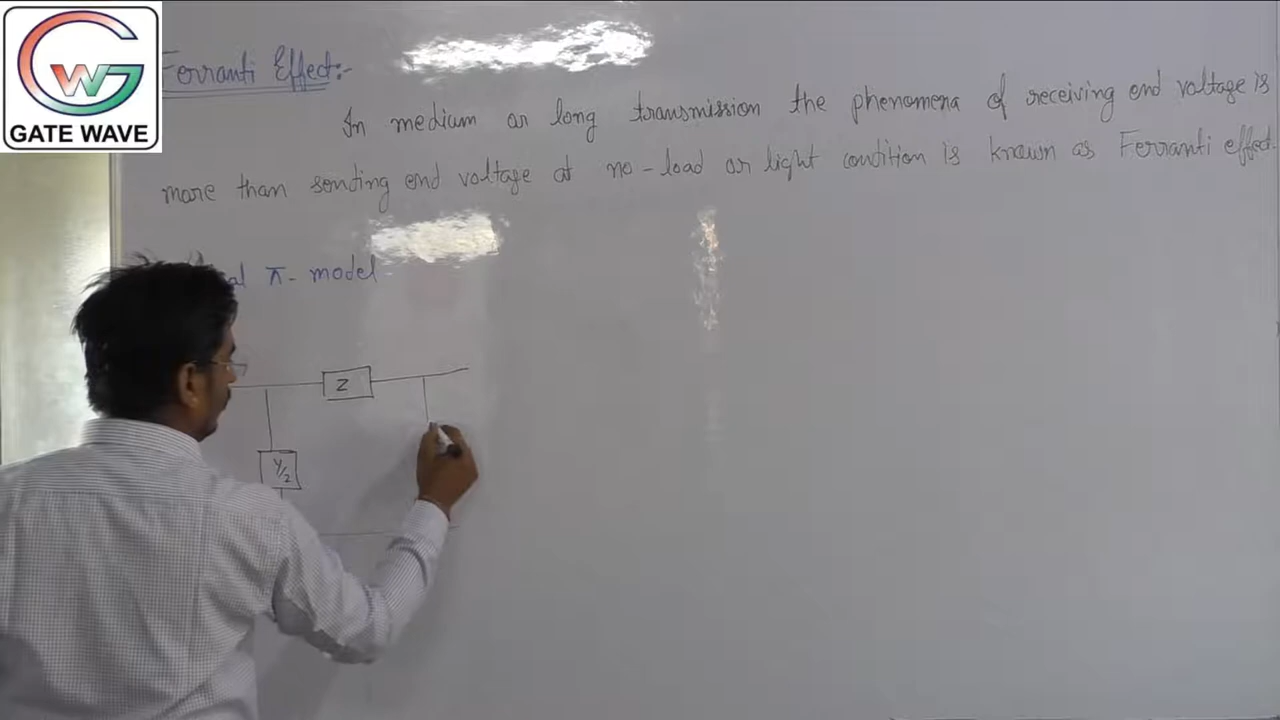 GW
GATE WAVE
Ferranti Effect:-
In medium or long transmission the phenomena of receiving end voltage is
more than sending end voltage at no-load or light condition is known as Ferranti effect.
π- model
Z
Y/2